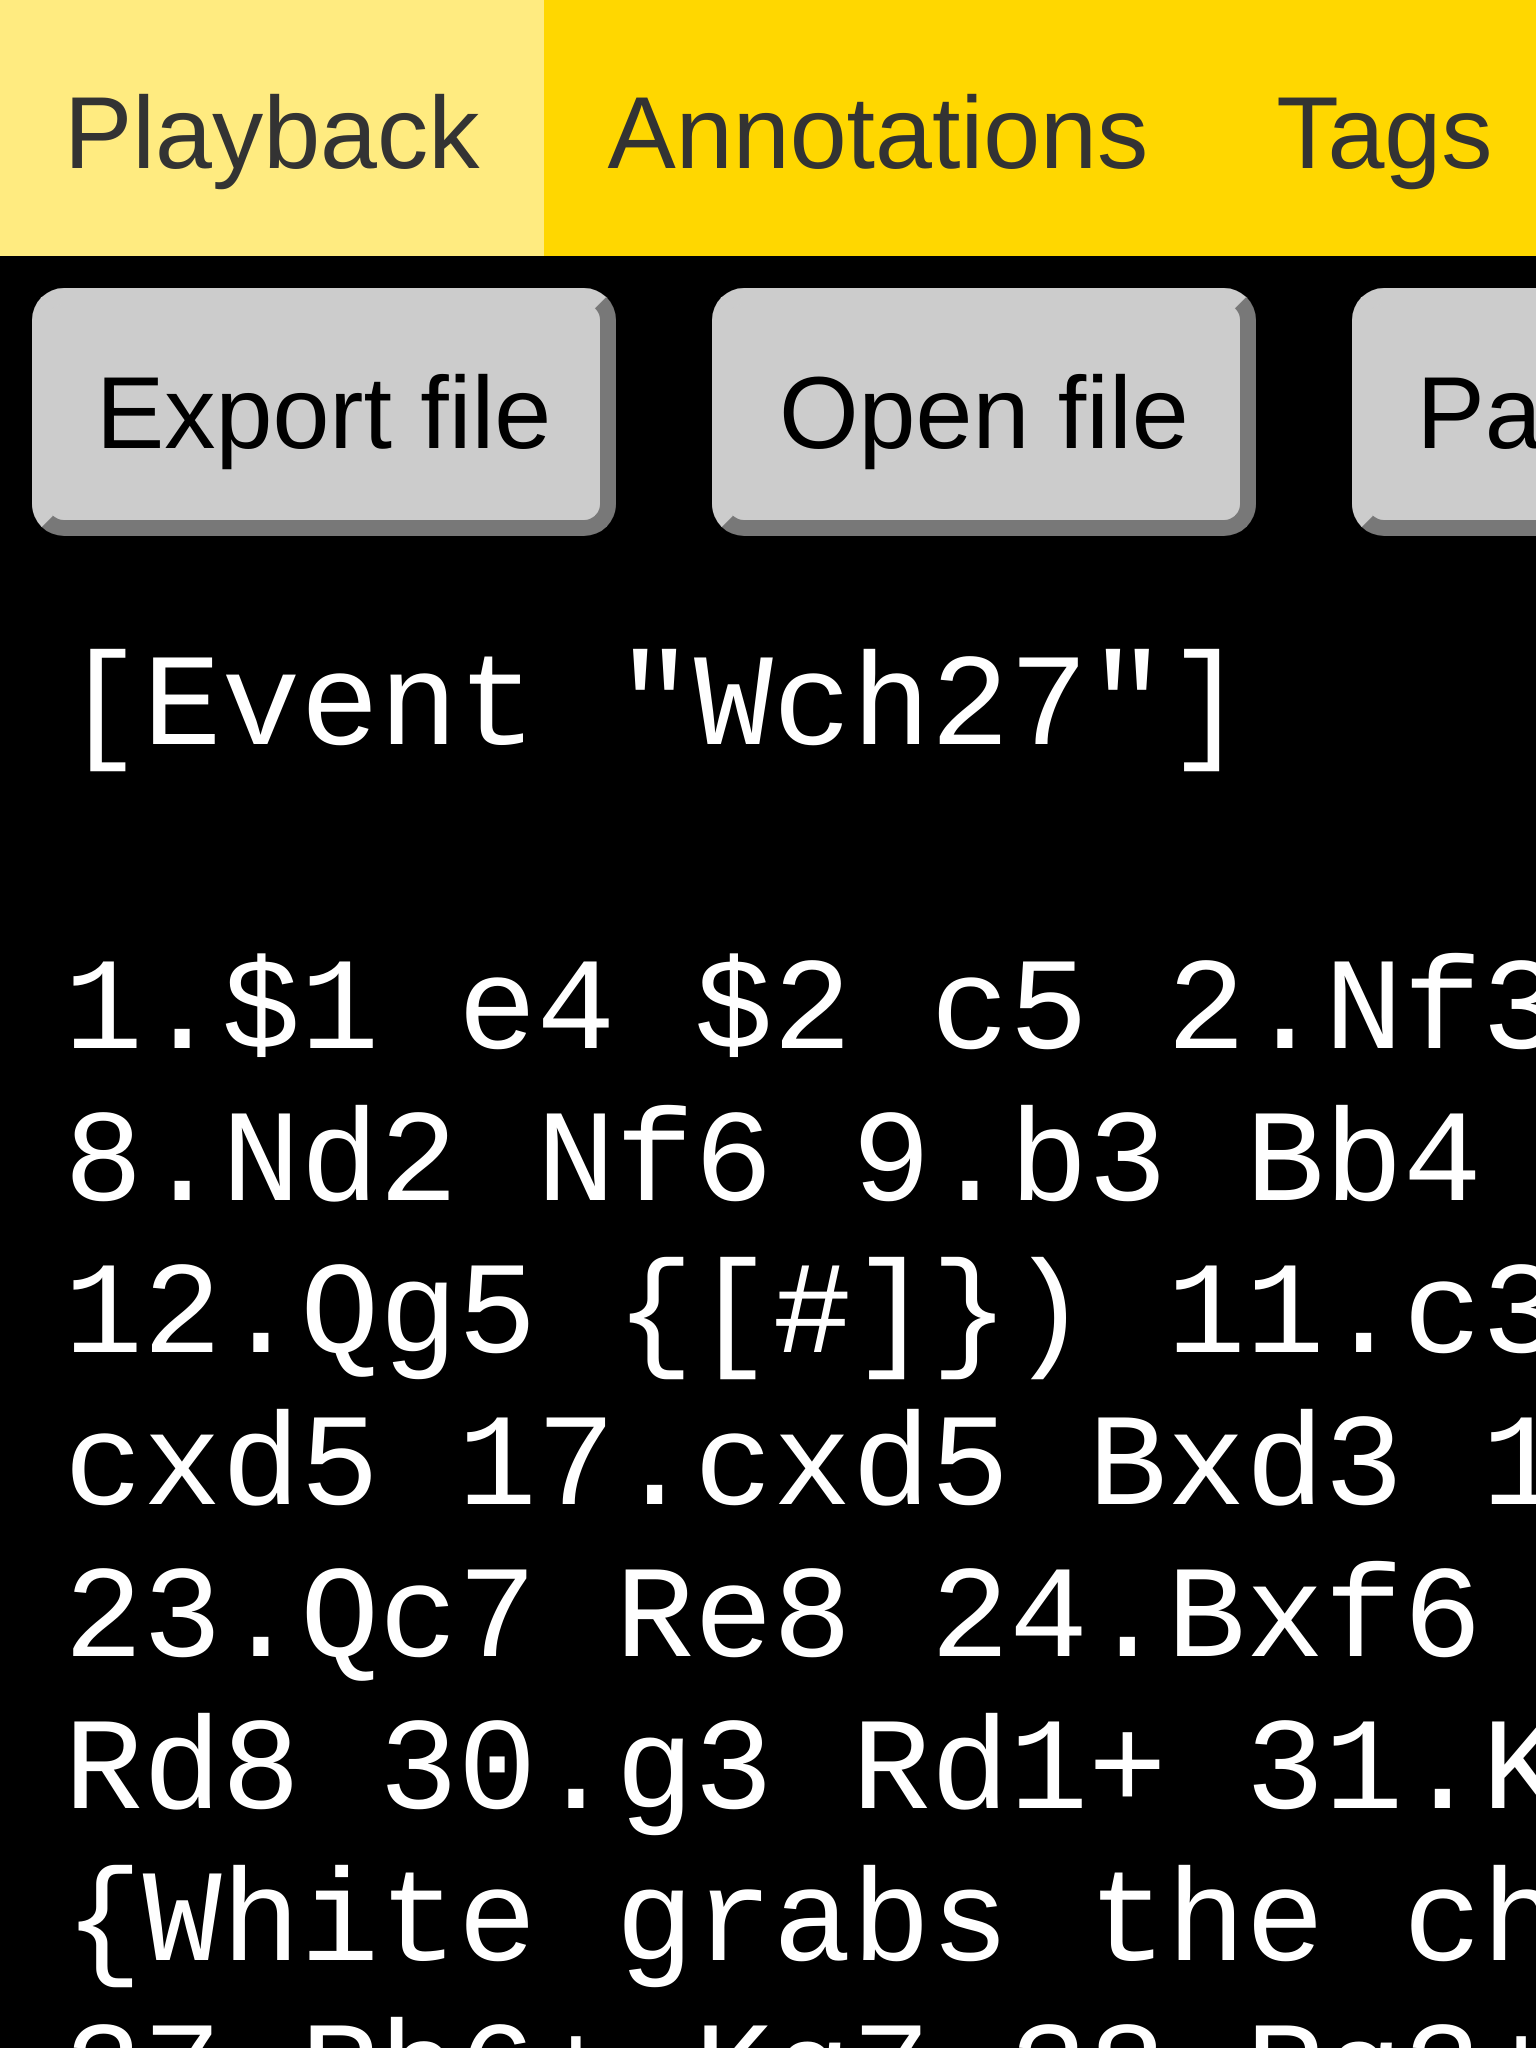 Playback Annotations Tags
Export file Open file Pa
[Event "Wch27"]
1.$1 e4 $2 c5 2.Nf3
8.Nd2 Nf6 9.b3 Bb4
12.Qg5 {[#]}) 11.c3
cxd5 17.cxd5 Bxd3 1
23.Qc7 Re8 24.Bxf6
Rd8 30.g3 Rd1+ 31.K
{White grabs the ch